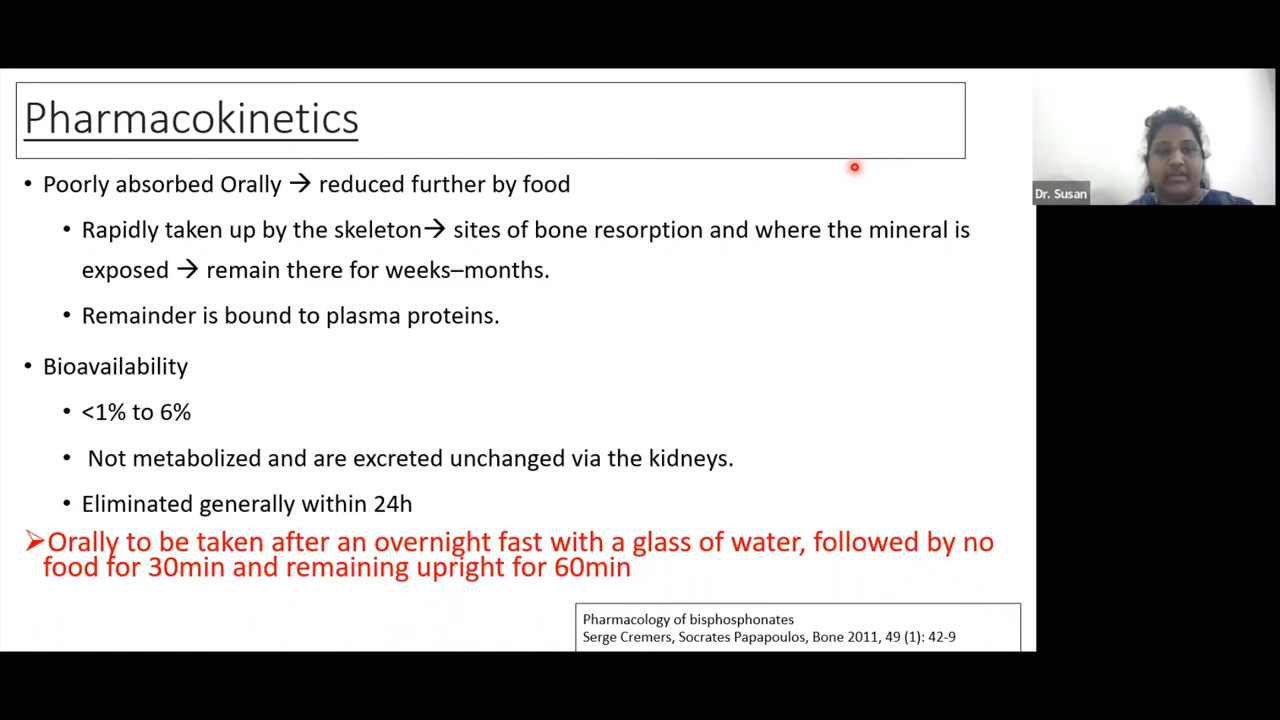 Pharmacokinetics
• Poorly absorbed Orally → reduced further by food
• Rapidly taken up by the skeleton→ sites of bone resorption and where the mineral is
exposed → remain there for weeks–months.
• Remainder is bound to plasma proteins.
• Bioavailability
• <1% to 6%
• Not metabolized and are excreted unchanged via the kidneys.
• Eliminated generally within 24h
➢Orally to be taken after an overnight fast with a glass of water, followed by no
food for 30min and remaining upright for 60min
Pharmacology of bisphosphonates
Serge Cremers, Socrates Papapoulos, Bone 2011, 49 (1): 42-9
Dr. Susan